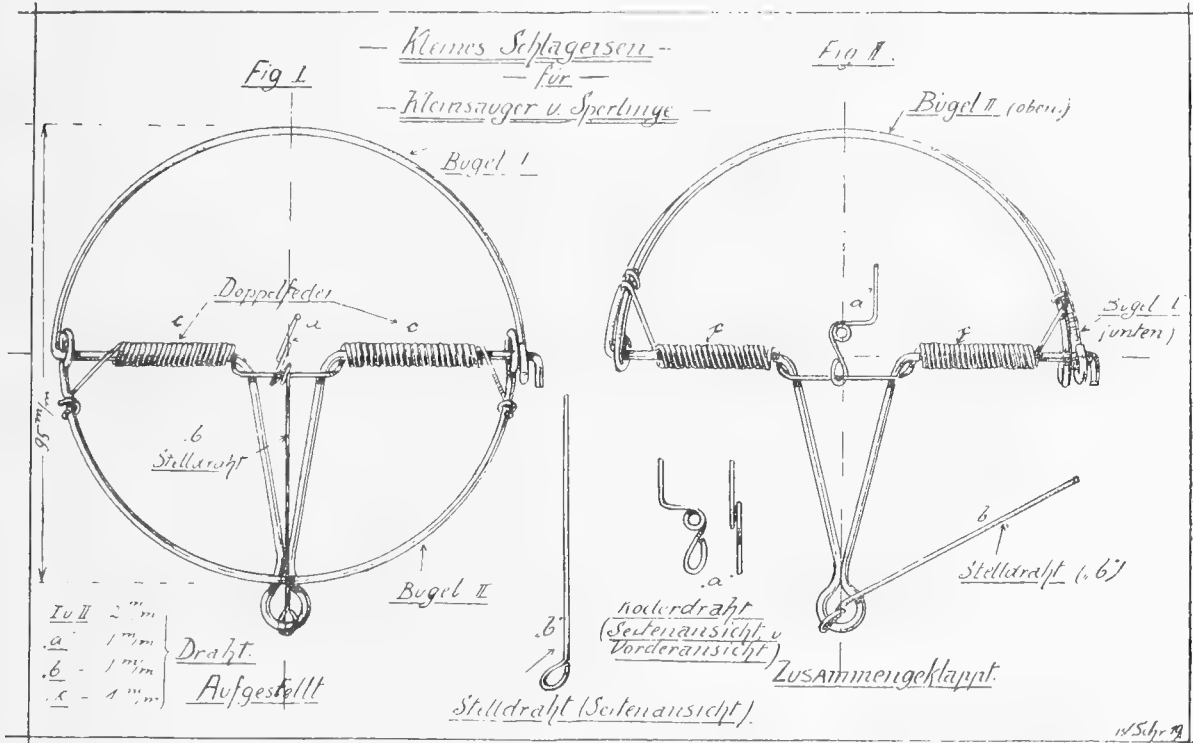 — Kleines Schlageisen —
— für —
— Kleinsäuger u. Sperlinge —
Fig I.
Bügel I
Doppelfeder
c
c
a
b
Stelldraht
95 m/m
Bügel II
I u II 2 m/m
a 1 m/m
b - 1 m/m
c - 1 m/m
Draht.
Aufgestellt
"b"
Stelldraht (Seitenansicht).
"a"
Köderdraht
(Seitenansicht u
Vorderansicht)
Fig II.
Bügel II (oben)
a
Bügel I
(unten)
b
Stelldraht ("b")
Zusammengeklappt.